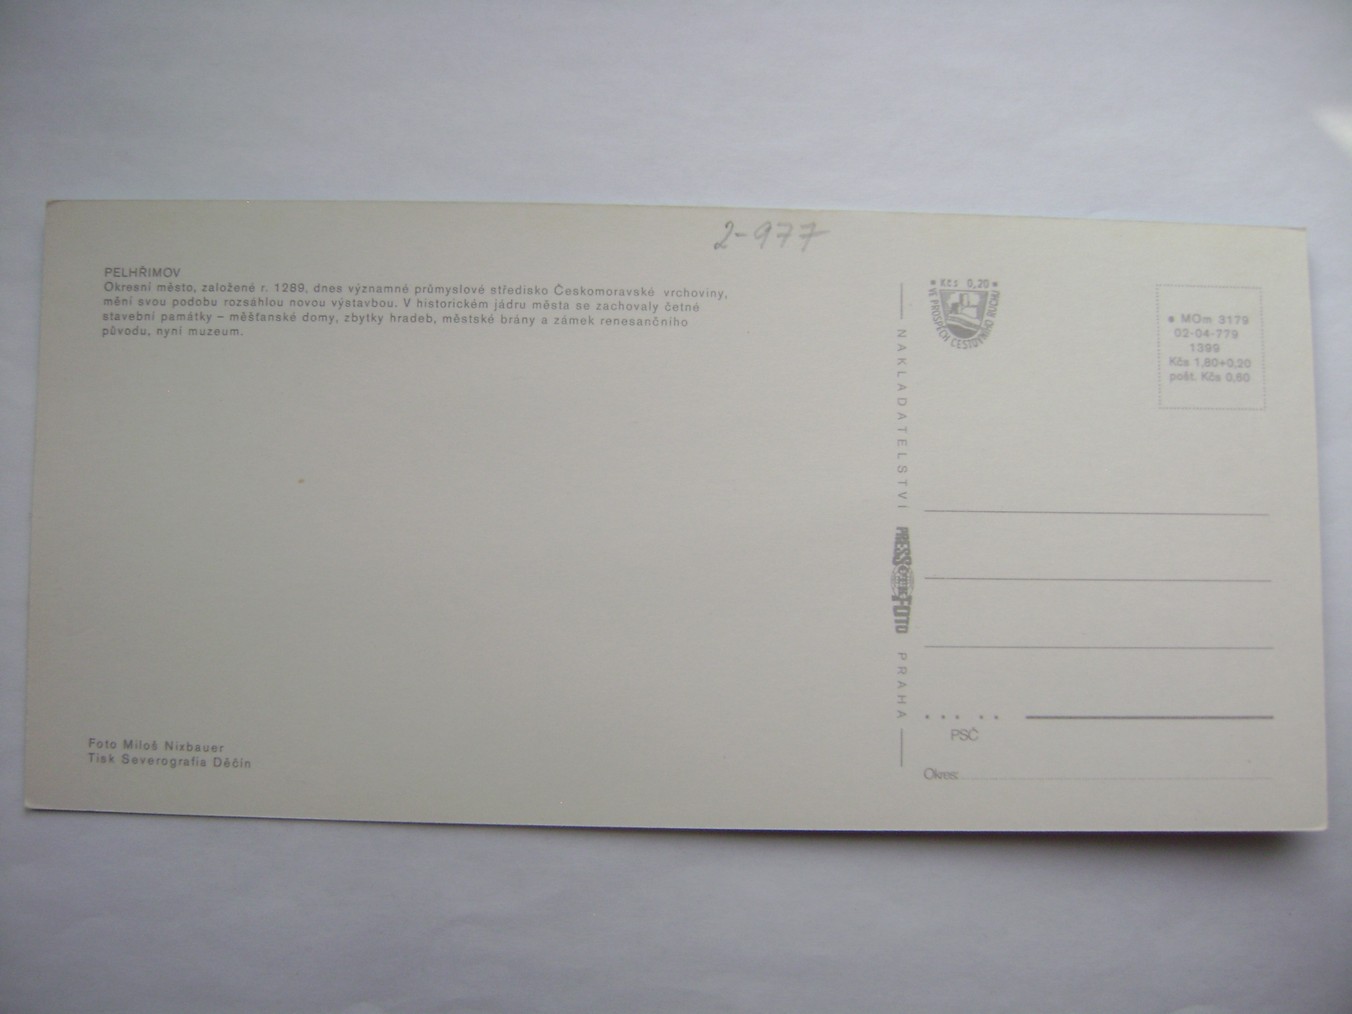 2-977
PELHŘIMOV
Okresní město, založené r. 1289, dnes významné průmyslové středisko Českomoravské vrchoviny,
mění svou podobu rozsáhlou novou výstavbou. V historickém jádru města se zachovaly četné
stavební památky – měšťanské domy, zbytky hradeb, městské brány a zámek renesančního
původu, nyní muzeum.
Foto Miloš Nixbauer
Tisk Severografia Děčín
NAKLADATELSTVÍ
PRESSFOTO
PRAHA
• Kčs 0,20 •
VE PROSPĚCH CESTOVNÍHO RUCHU
• MOm 3179
02-04-779
1399
Kčs 1,80+0,20
pošt. Kčs 0,60
PSČ
Okres: